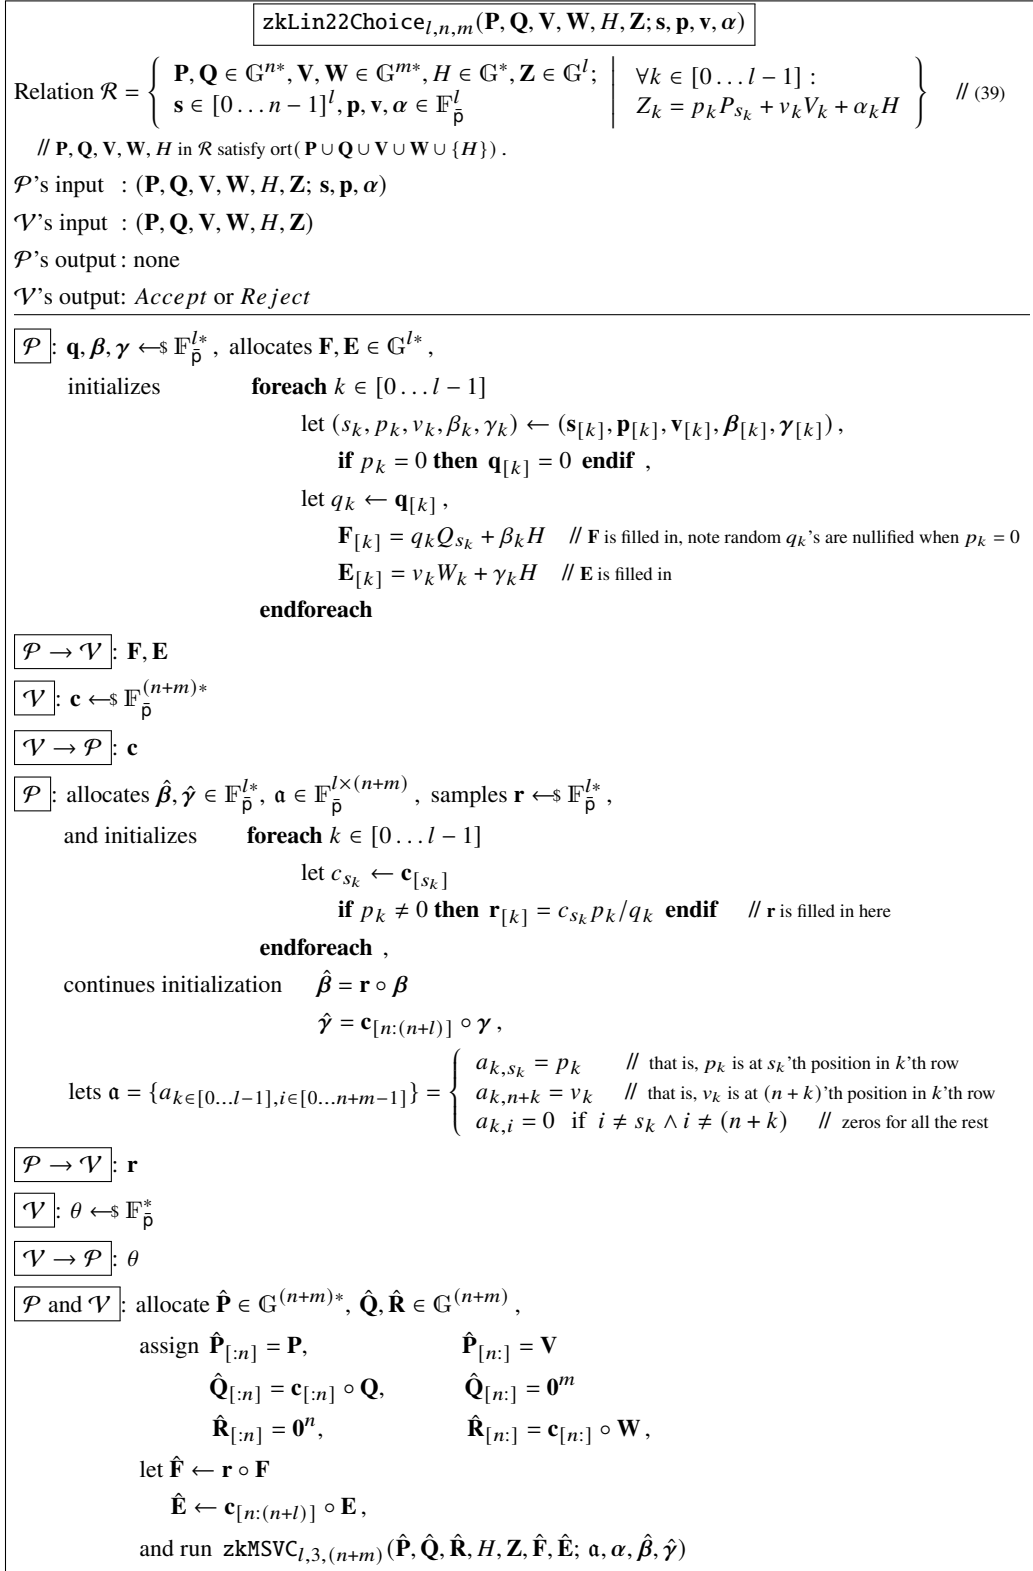 zkLin22Choice_{l,n,m}(P, Q, V, W, H, Z; s, p, v, α)
Relation ℛ = { P, Q ∈ 𝔾^{n*}, V, W ∈ 𝔾^{m*}, H ∈ 𝔾^*, Z ∈ 𝔾^l; s ∈ [0 … n − 1]^l, p, v, α ∈ 𝔽_{p̄}^l | ∀k ∈ [0 … l − 1] : Z_k = p_k P_{s_k} + v_k V_k + α_k H } // (39)
// P, Q, V, W, H in ℛ satisfy ort( P ∪ Q ∪ V ∪ W ∪ {H}) .
𝒫's input : (P, Q, V, W, H, Z; s, p, α)
𝒱's input : (P, Q, V, W, H, Z)
𝒫's output : none
𝒱's output: Accept or Reject
𝒫 : q, β, γ ←$ 𝔽_{p̄}^{l*} , allocates F, E ∈ 𝔾^{l*} ,
initializes foreach k ∈ [0 … l − 1]
let (s_k, p_k, v_k, β_k, γ_k) ← (s_{[k]}, p_{[k]}, v_{[k]}, β_{[k]}, γ_{[k]}) ,
if p_k = 0 then q_{[k]} = 0 endif ,
let q_k ← q_{[k]} ,
F_{[k]} = q_k Q_{s_k} + β_k H // F is filled in, note random q_k's are nullified when p_k = 0
E_{[k]} = v_k W_k + γ_k H // E is filled in
endforeach
𝒫 → 𝒱 : F, E
𝒱 : c ←$ 𝔽_{p̄}^{(n+m)*}
𝒱 → 𝒫 : c
𝒫 : allocates β̂, γ̂ ∈ 𝔽_{p̄}^{l*}, 𝔞 ∈ 𝔽_{p̄}^{l×(n+m)} , samples r ←$ 𝔽_{p̄}^{l*} ,
and initializes foreach k ∈ [0 … l − 1]
let c_{s_k} ← c_{[s_k]}
if p_k ≠ 0 then r_{[k]} = c_{s_k} p_k/q_k endif // r is filled in here
endforeach ,
continues initialization β̂ = r ∘ β
γ̂ = c_{[n:(n+l)]} ∘ γ ,
lets 𝔞 = {a_{k∈[0…l−1],i∈[0…n+m−1]}} = { a_{k,s_k} = p_k // that is, p_k is at s_k'th position in k'th row
a_{k,n+k} = v_k // that is, v_k is at (n + k)'th position in k'th row
a_{k,i} = 0 if i ≠ s_k ∧ i ≠ (n + k) // zeros for all the rest
𝒫 → 𝒱 : r
𝒱 : θ ←$ 𝔽_{p̄}^*
𝒱 → 𝒫 : θ
𝒫 and 𝒱 : allocate P̂ ∈ 𝔾^{(n+m)*}, Q̂, R̂ ∈ 𝔾^{(n+m)} ,
assign P̂_{[:n]} = P, P̂_{[n:]} = V
Q̂_{[:n]} = c_{[:n]} ∘ Q, Q̂_{[n:]} = 0^m
R̂_{[:n]} = 0^n, R̂_{[n:]} = c_{[n:]} ∘ W ,
let F̂ ← r ∘ F
Ê ← c_{[n:(n+l)]} ∘ E ,
and run zkMSVC_{l,3,(n+m)}(P̂, Q̂, R̂, H, Z, F̂, Ê; 𝔞, α, β̂, γ̂)